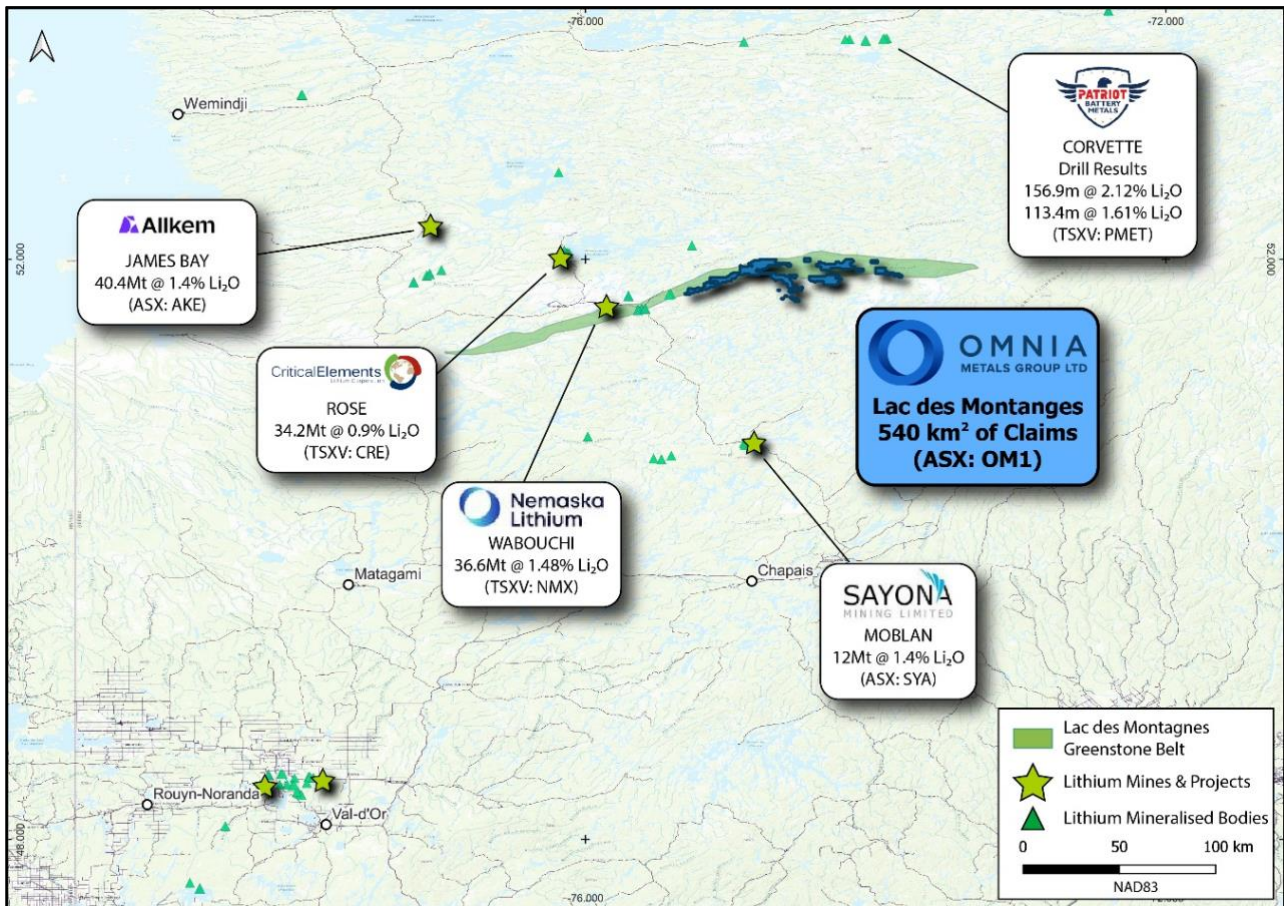 -76.000
-72.000
Wemindji
PATRIOT
BATTERY
METALS
CORVETTE
Drill Results
156.9m @ 2.12% Li₂O
113.4m @ 1.61% Li₂O
(TSXV: PMET)
Allkem
JAMES BAY
40.4Mt @ 1.4% Li₂O
(ASX: AKE)
52.000
52.000
CriticalElements
ROSE
34.2Mt @ 0.9% Li₂O
(TSXV: CRE)
OMNIA
METALS GROUP LTD
Lac des Montanges
540 km² of Claims
(ASX: OM1)
Nemaska
Lithium
WABOUCHI
36.6Mt @ 1.48% Li₂O
(TSXV: NMX)
Matagami
Chapais
SAYONA
MINING LIMITED
MOBLAN
12Mt @ 1.4% Li₂O
(ASX: SYA)
Rouyn-Noranda
Val-d'Or
48.000
-76.000
Lac des Montagnes
Greenstone Belt
Lithium Mines & Projects
Lithium Mineralised Bodies
0 50 100 km
NAD83